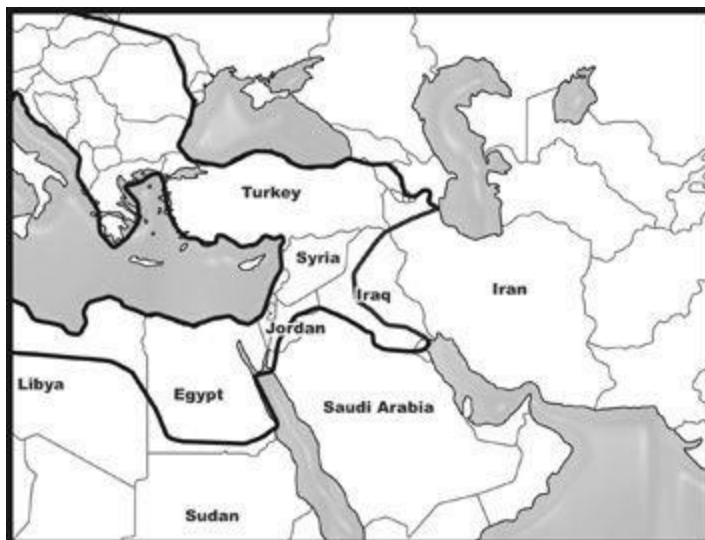 Turkey
Syria
Iraq
Iran
Jordan
Libya
Egypt
Saudi Arabia
Sudan